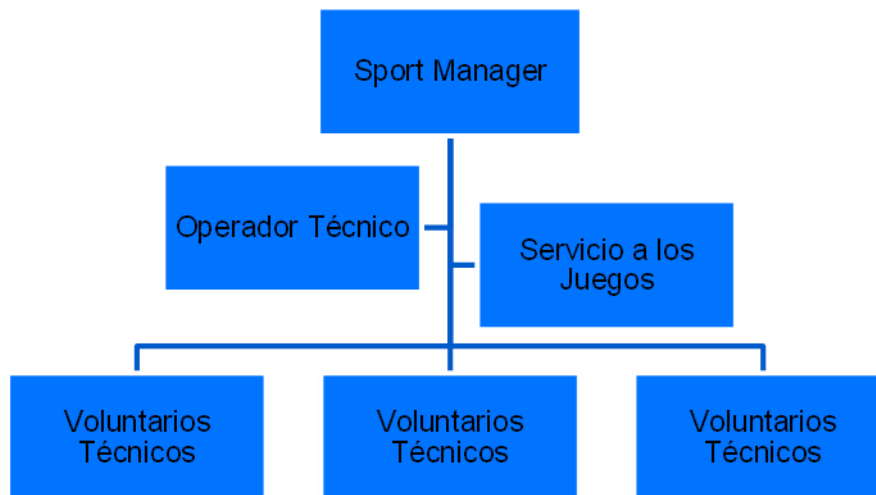 Sport Manager
Operador Técnico
Servicio a los
Juegos
Voluntarios
Técnicos
Voluntarios
Técnicos
Voluntarios
Técnicos